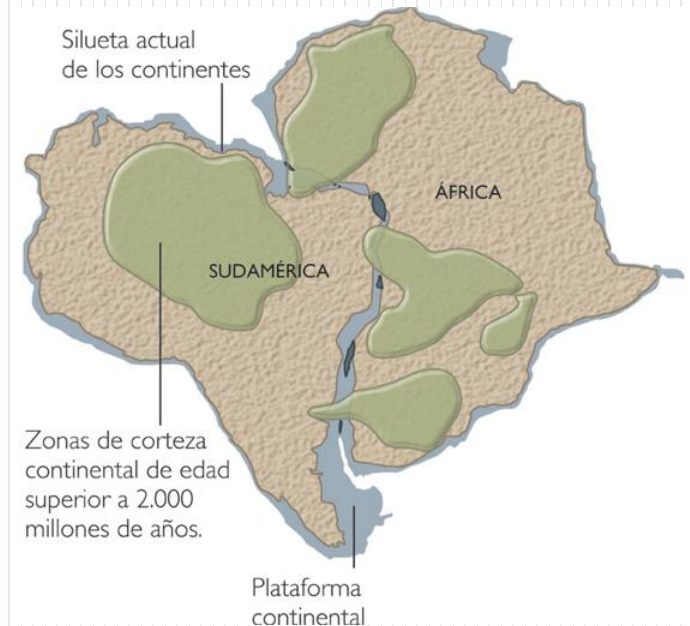 Silueta actual
de los continentes
ÁFRICA
SUDAMÉRICA
Zonas de corteza
continental de edad
superior a 2.000
millones de años.
Plataforma
continental